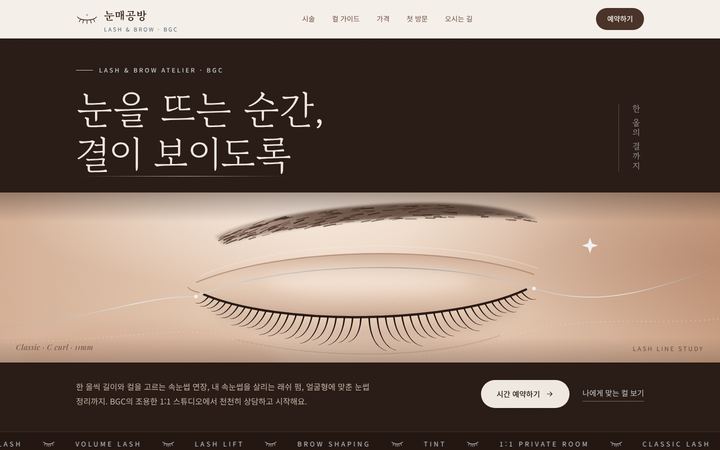 눈매공방
LASH & BROW · BGC
시술
컬 가이드
가격
첫 방문
오시는 길
예약하기
LASH & BROW ATELIER · BGC
눈을 뜨는 순간,
결이 보이도록
한 올의 결까지
Classic · C curl · 11mm
LASH LINE STUDY
한 올씩 길이와 컬을 고르는 속눈썹 연장, 내 속눈썹을 살리는 래쉬 펌, 얼굴형에 맞춘 눈썹
정리까지. BGC의 조용한 1:1 스튜디오에서 천천히 상담하고 시작해요.
시간 예약하기 →
나에게 맞는 컬 보기
LASH
VOLUME LASH
LASH LIFT
BROW SHAPING
TINT
1:1 PRIVATE ROOM
CLASSIC LASH